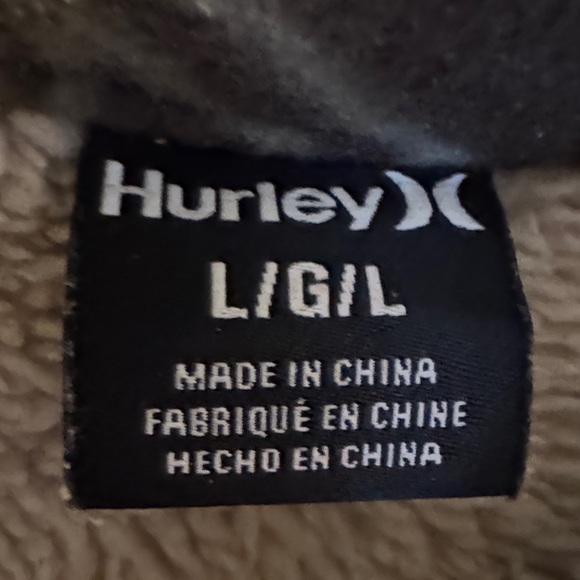 Hurley
L/G/L
MADE IN CHINA
FABRIQUÉ EN CHINE
HECHO EN CHINA